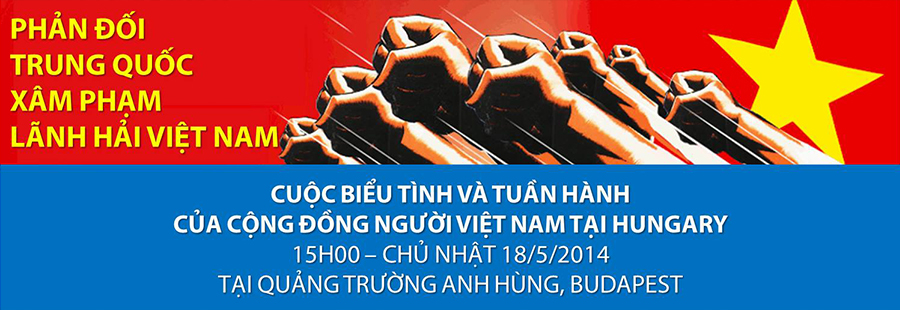 PHẢN ĐỐI
TRUNG QUỐC
XÂM PHẠM
LÃNH HẢI VIỆT NAM
CUỘC BIỂU TÌNH VÀ TUẦN HÀNH
CỦA CỘNG ĐỒNG NGƯỜI VIỆT NAM TẠI HUNGARY
15H00 – CHỦ NHẬT 18/5/2014
TẠI QUẢNG TRƯỜNG ANH HÙNG, BUDAPEST